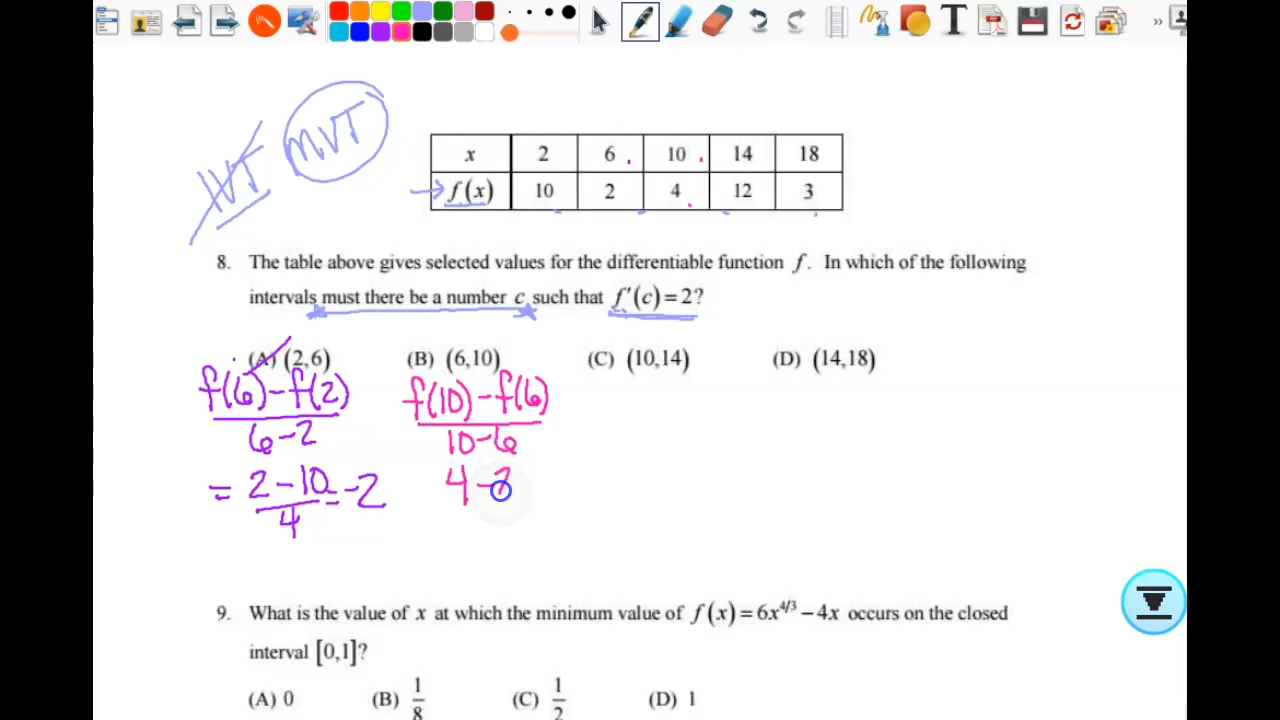 IVT MVT
x 2 6 10 14 18
f(x) 10 2 4 12 3
8. The table above gives selected values for the differentiable function f. In which of the following
intervals must there be a number c such that f'(c)=2?
(A) (2,6) (B) (6,10) (C) (10,14) (D) (14,18)
f(6)-f(2) f(10)-f(6)
6-2 10-6
= 2-10 = -2 4-
4
9. What is the value of x at which the minimum value of f(x)=6x^{4/3}-4x occurs on the closed
interval [0,1]?
(A) 0 (B) 1/8 (C) 1/2 (D) 1